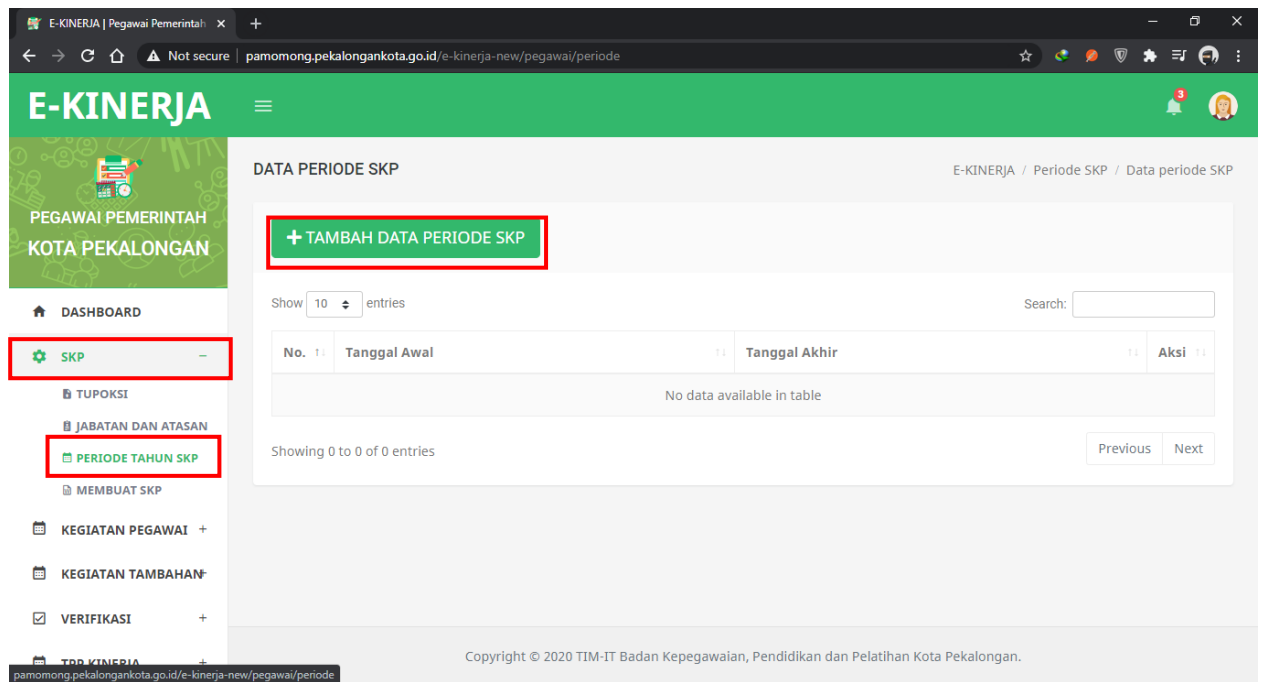 E-KINERJA | Pegawai Pemerintah
Not secure | pamomong.pekalongankota.go.id/e-kinerja-new/pegawai/periode
E-KINERJA
3
PEGAWAI PEMERINTAH
KOTA PEKALONGAN
DASHBOARD
SKP
TUPOKSI
JABATAN DAN ATASAN
PERIODE TAHUN SKP
MEMBUAT SKP
KEGIATAN PEGAWAI +
KEGIATAN TAMBAHAN+
VERIFIKASI +
TPP KINERJA +
pamomong.pekalongankota.go.id/e-kinerja-new/pegawai/periode
DATA PERIODE SKP
E-KINERJA / Periode SKP / Data periode SKP
+ TAMBAH DATA PERIODE SKP
Show 10 entries
Search:
No. Tanggal Awal Tanggal Akhir Aksi
No data available in table
Showing 0 to 0 of 0 entries
Previous Next
Copyright © 2020 TIM-IT Badan Kepegawaian, Pendidikan dan Pelatihan Kota Pekalongan.